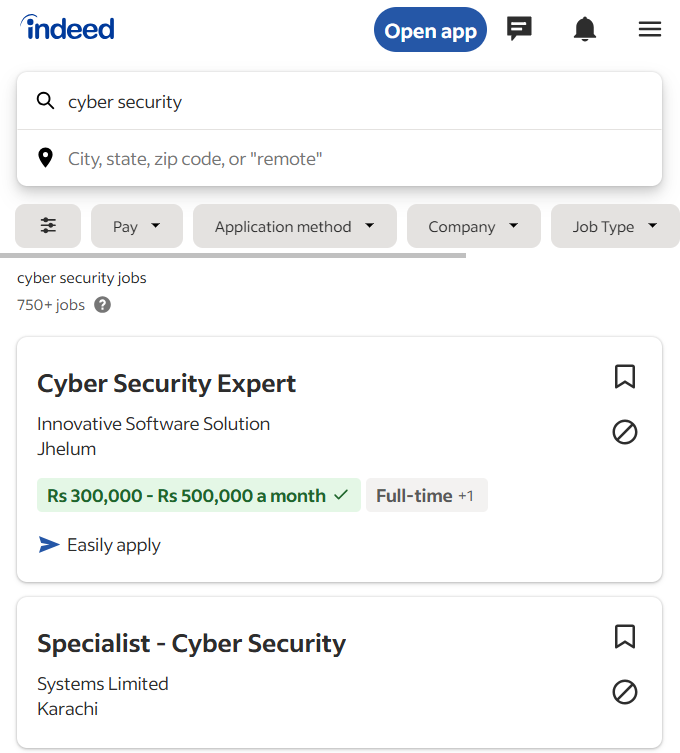 indeed
Open app
cyber security
City, state, zip code, or "remote"
Pay Application method Company Job Type
cyber security jobs
750+ jobs ?
Cyber Security Expert
Innovative Software Solution
Jhelum
Rs 300,000 - Rs 500,000 a month Full-time +1
Easily apply
Specialist - Cyber Security
Systems Limited
Karachi